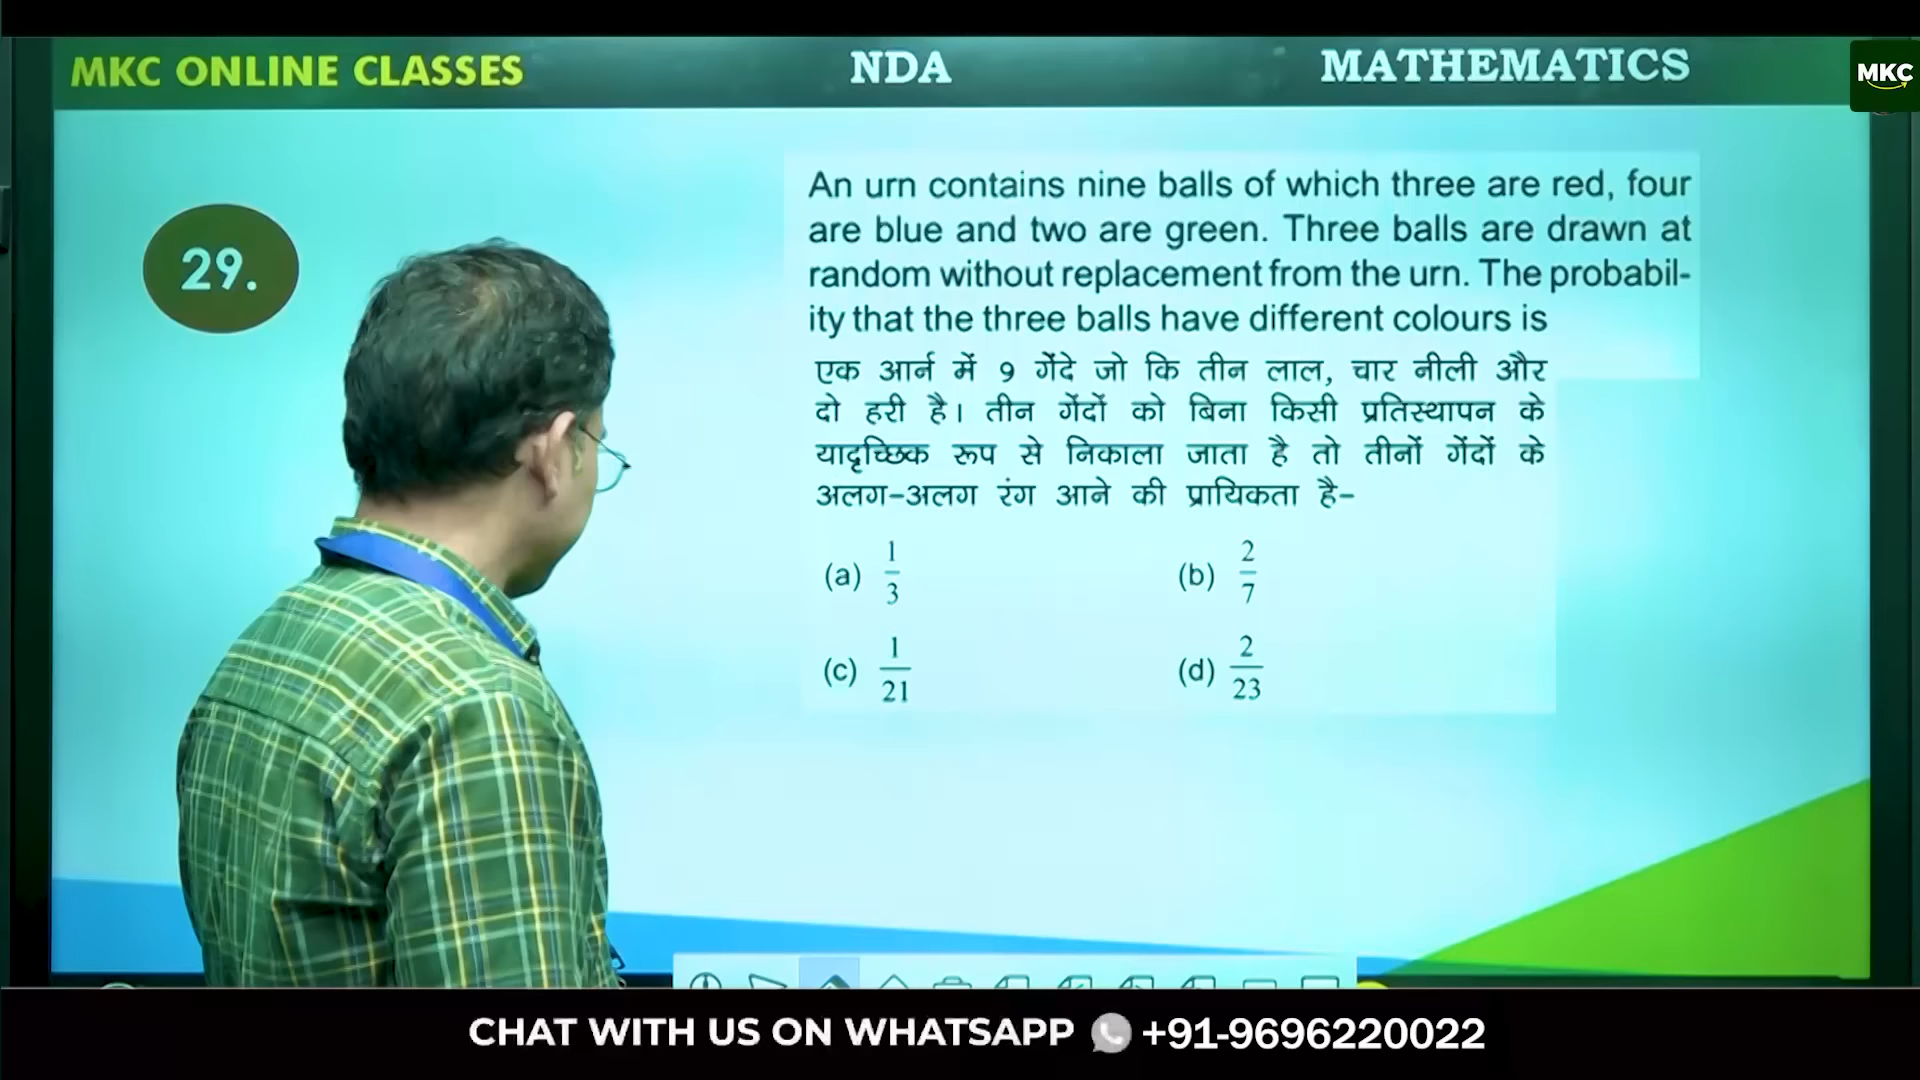 MKC ONLINE CLASSES
NDA
MATHEMATICS
MKC
29.
An urn contains nine balls of which three are red, four
are blue and two are green. Three balls are drawn at
random without replacement from the urn. The probabil-
ity that the three balls have different colours is
एक आर्न में 9 गेंदे जो कि तीन लाल, चार नीली और
दो हरी है। तीन गेंदों को बिना किसी प्रतिस्थापन के
यादृच्छिक रूप से निकाला जाता है तो तीनों गेंदों के
अलग-अलग रंग आने की प्रायिकता है-
(a) 1/3
(b) 2/7
(c) 1/21
(d) 2/23
CHAT WITH US ON WHATSAPP +91-9696220022